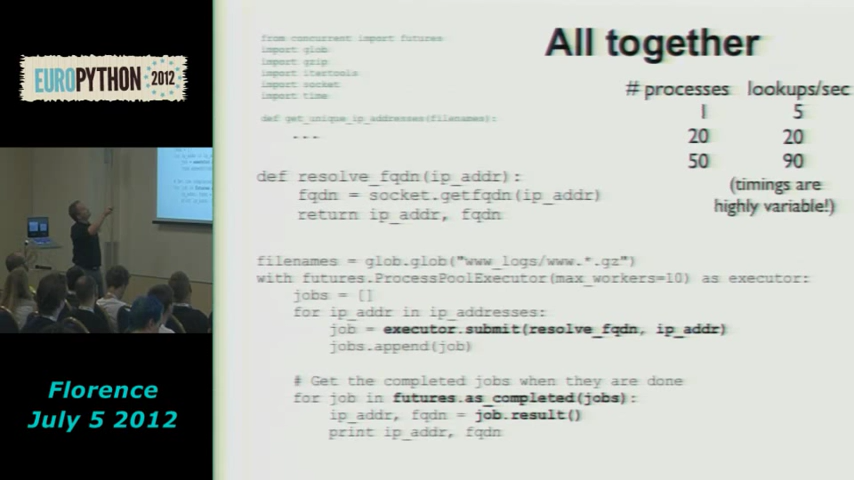 EUROPYTHON 2012
Florence
July 5 2012
All together
from concurrent import futures
import glob
import gzip
import itertools
import socket
import time
def get_unique_ip_addresses(filenames):
...
def resolve_fqdn(ip_addr):
fqdn = socket.getfqdn(ip_addr)
return ip_addr, fqdn
filenames = glob.glob("www_logs/www.*.gz")
with futures.ProcessPoolExecutor(max_workers=10) as executor:
jobs = []
for ip_addr in ip_addresses:
job = executor.submit(resolve_fqdn, ip_addr)
jobs.append(job)
# Get the completed jobs when they are done
for job in futures.as_completed(jobs):
ip_addr, fqdn = job.result()
print ip_addr, fqdn
# processes lookups/sec
1 5
20 20
50 90
(timings are
highly variable!)